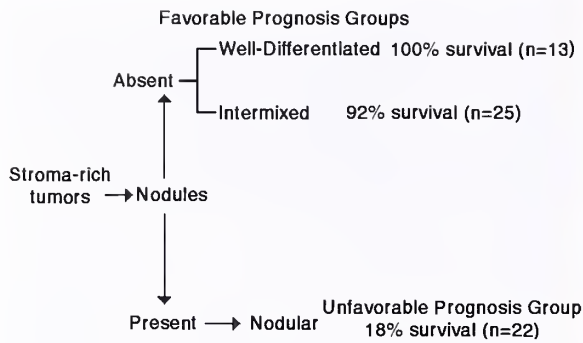 Favorable Prognosis Groups
Well-Differentiated 100% survival (n=13)
Absent
Intermixed 92% survival (n=25)
Stroma-rich
tumors
Nodules
Unfavorable Prognosis Group
Present Nodular
18% survival (n=22)